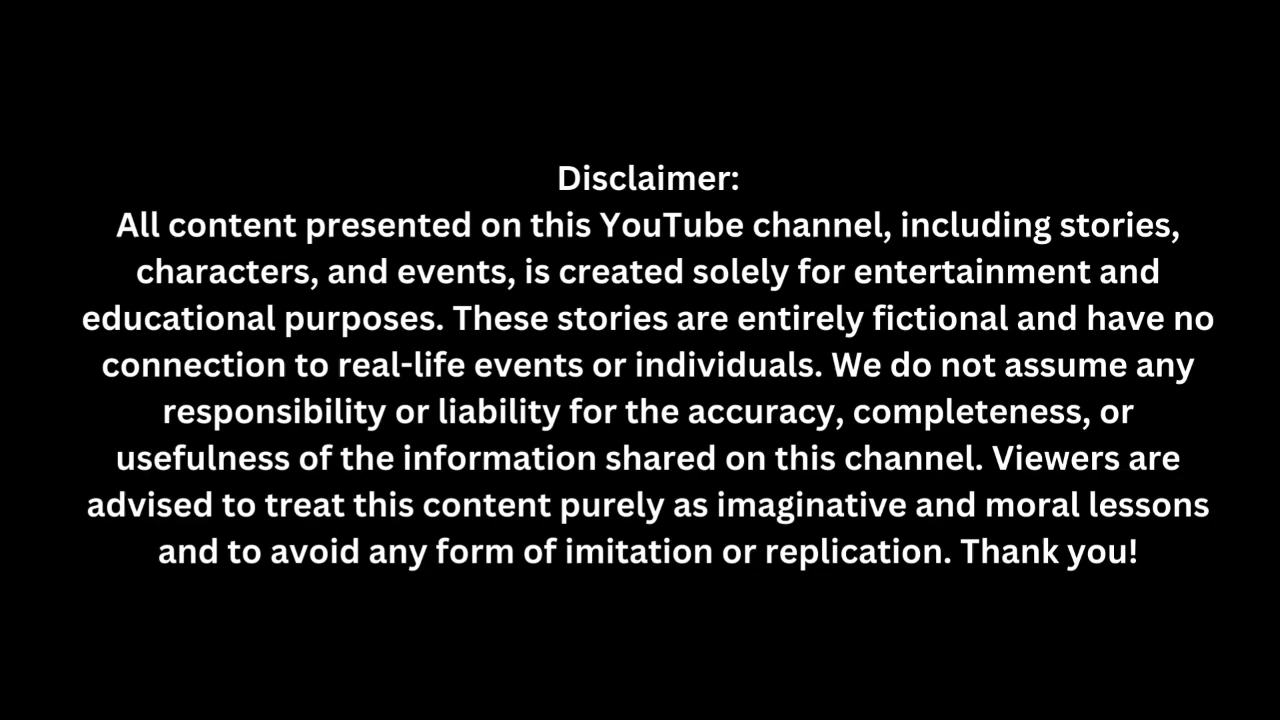 Disclaimer:
All content presented on this YouTube channel, including stories,
characters, and events, is created solely for entertainment and
educational purposes. These stories are entirely fictional and have no
connection to real-life events or individuals. We do not assume any
responsibility or liability for the accuracy, completeness, or
usefulness of the information shared on this channel. Viewers are
advised to treat this content purely as imaginative and moral lessons
and to avoid any form of imitation or replication. Thank you!